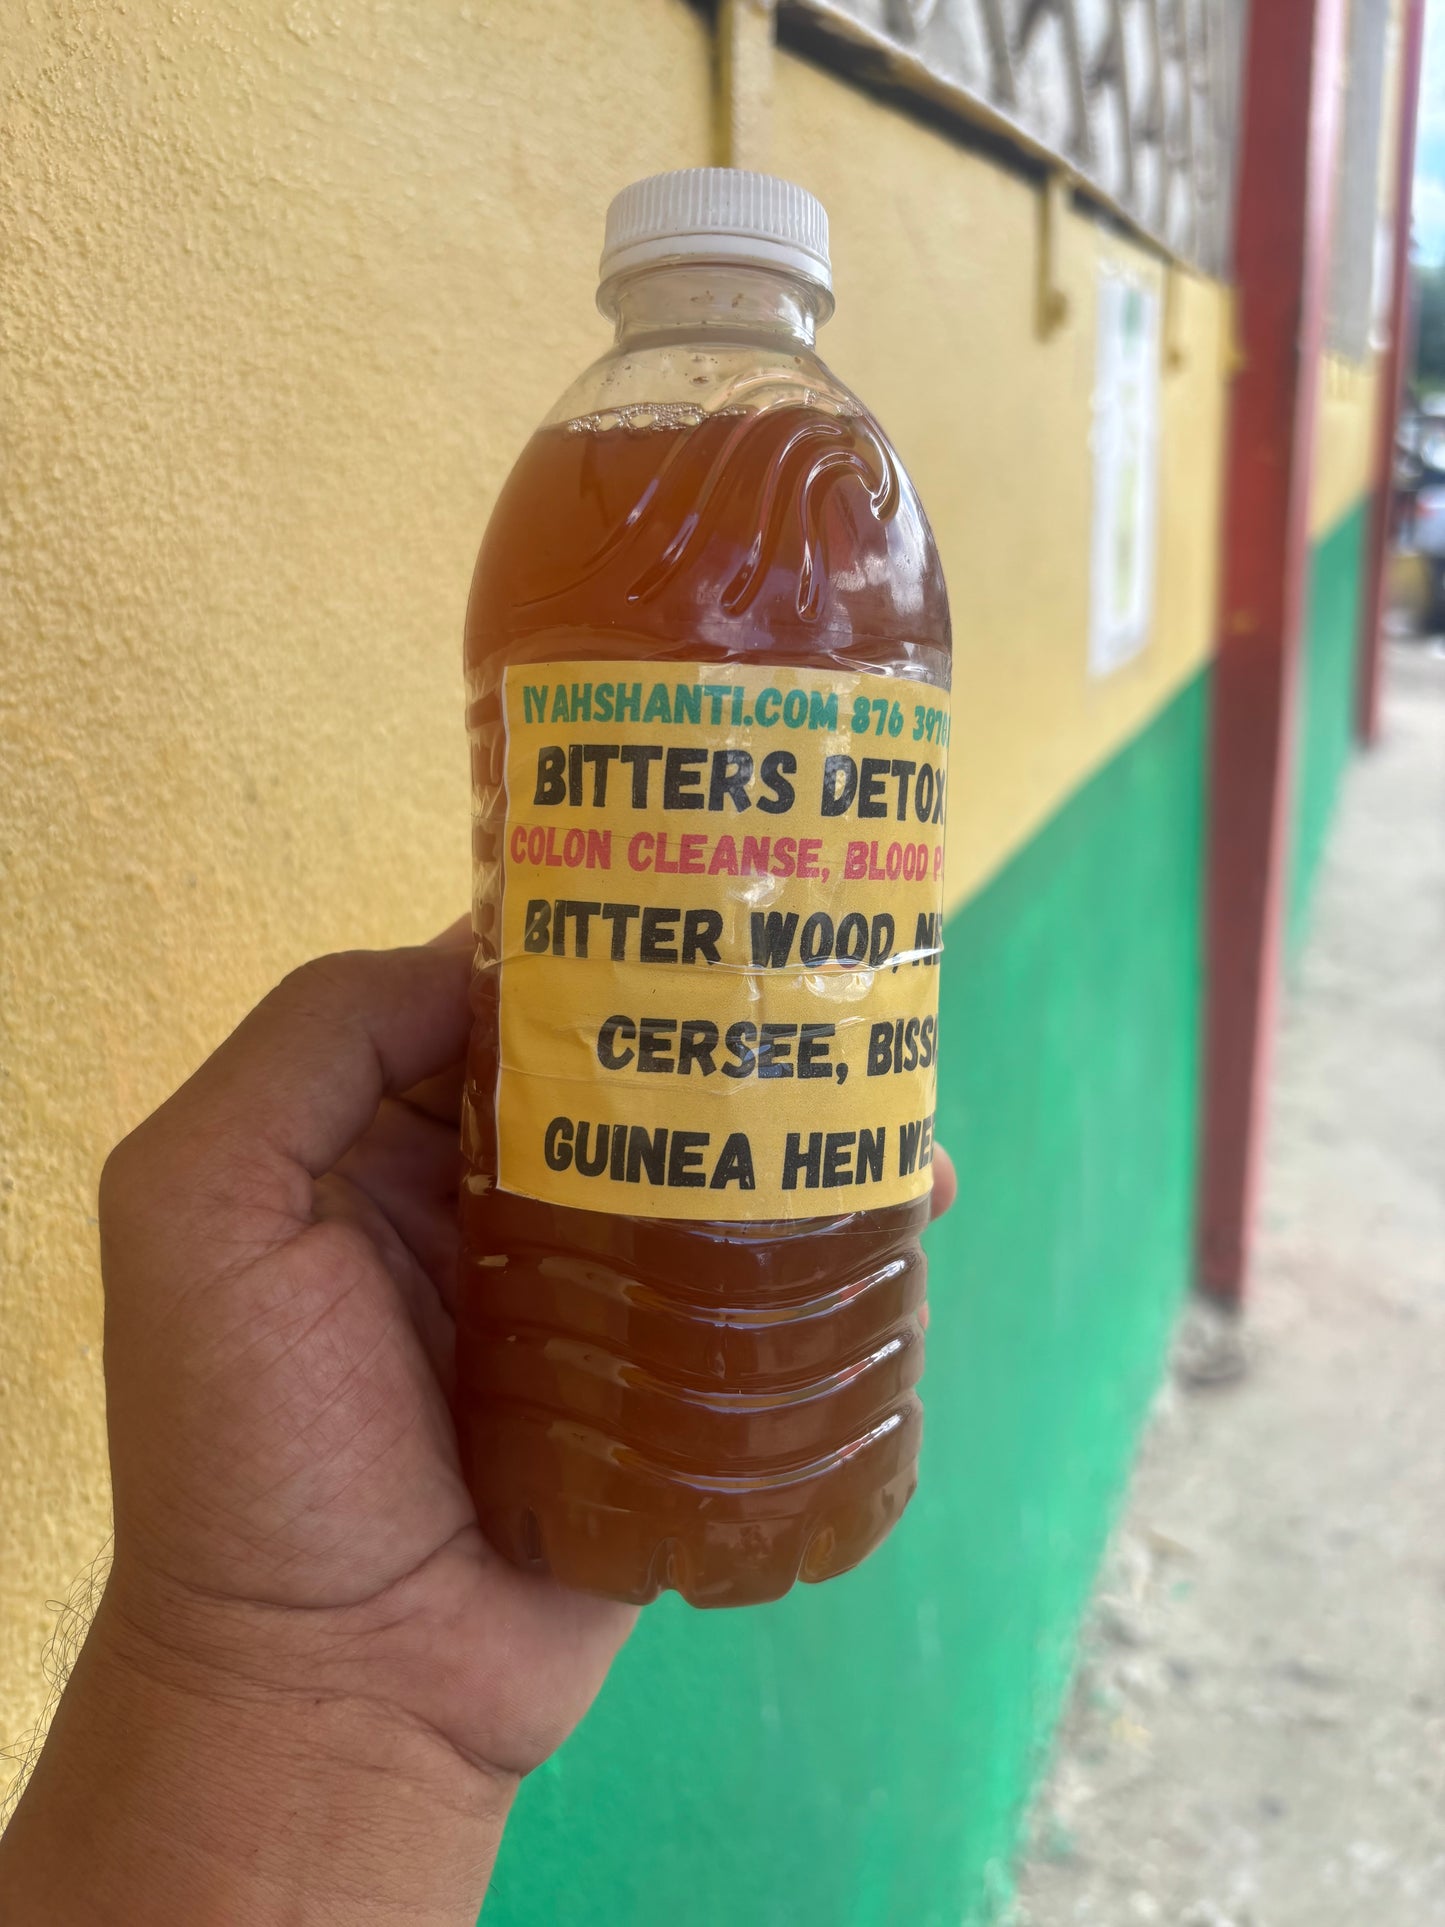 IYAHSHANTI.COM 876 397
BITTERS DETOX
COLON CLEANSE, BLOOD
BITTER WOOD,
CERSEE,
GUINEA HEN